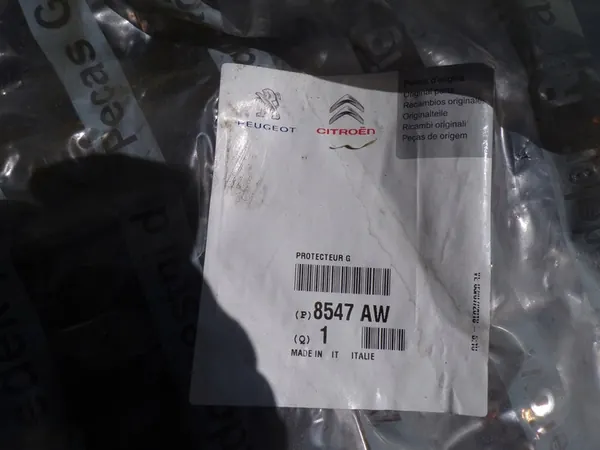 Peças G
peças
PEUGEOT
CITROËN
Pièces d'origine
Original parts
Recambios originales
Originalteile
Ricambi originali
Peças de origem
PROTECTEUR G
(P) 8547 AW
(Q) 1
MADE IN IT ITALIE